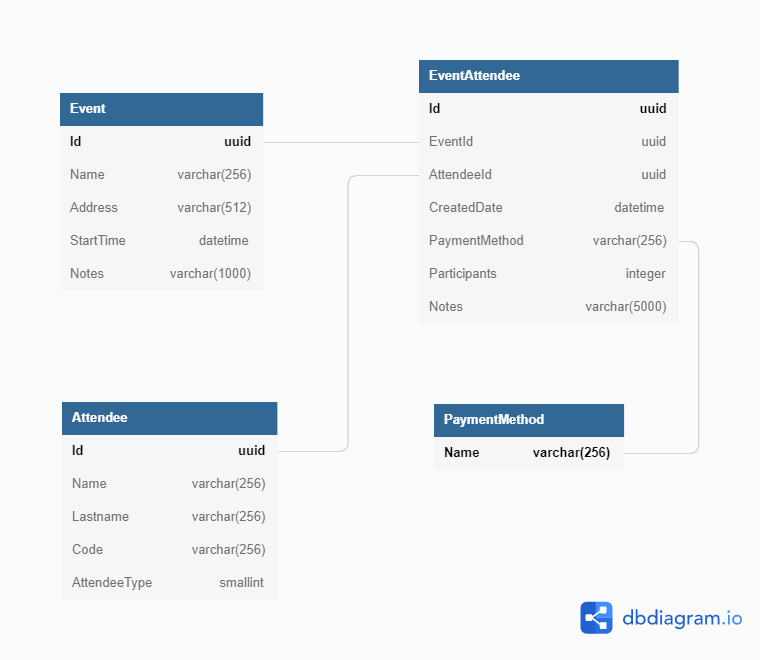 Event
Id uuid
Name varchar(256)
Address varchar(512)
StartTime datetime
Notes varchar(1000)
EventAttendee
Id uuid
EventId uuid
AttendeeId uuid
CreatedDate datetime
PaymentMethod varchar(256)
Participants integer
Notes varchar(5000)
Attendee
Id uuid
Name varchar(256)
Lastname varchar(256)
Code varchar(256)
AttendeeType smallint
PaymentMethod
Name varchar(256)
dbdiagram.io